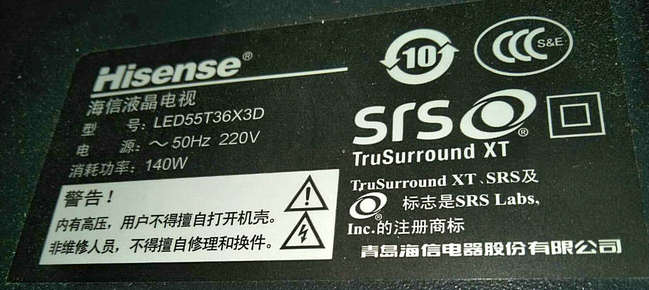 Hisense®
海信液晶电视
型 号: LED55T36X3D
电 源: ～50Hz 220V
消耗功率: 140W
警告！
内有高压，用户不得擅自打开机壳。
非维修人员，不得擅自修理和换件。
10
CCC S&E
SRS®
TruSurround XT
TruSurround XT、SRS及
标志是SRS Labs,
Inc.的注册商标
青岛海信电器股份有限公司